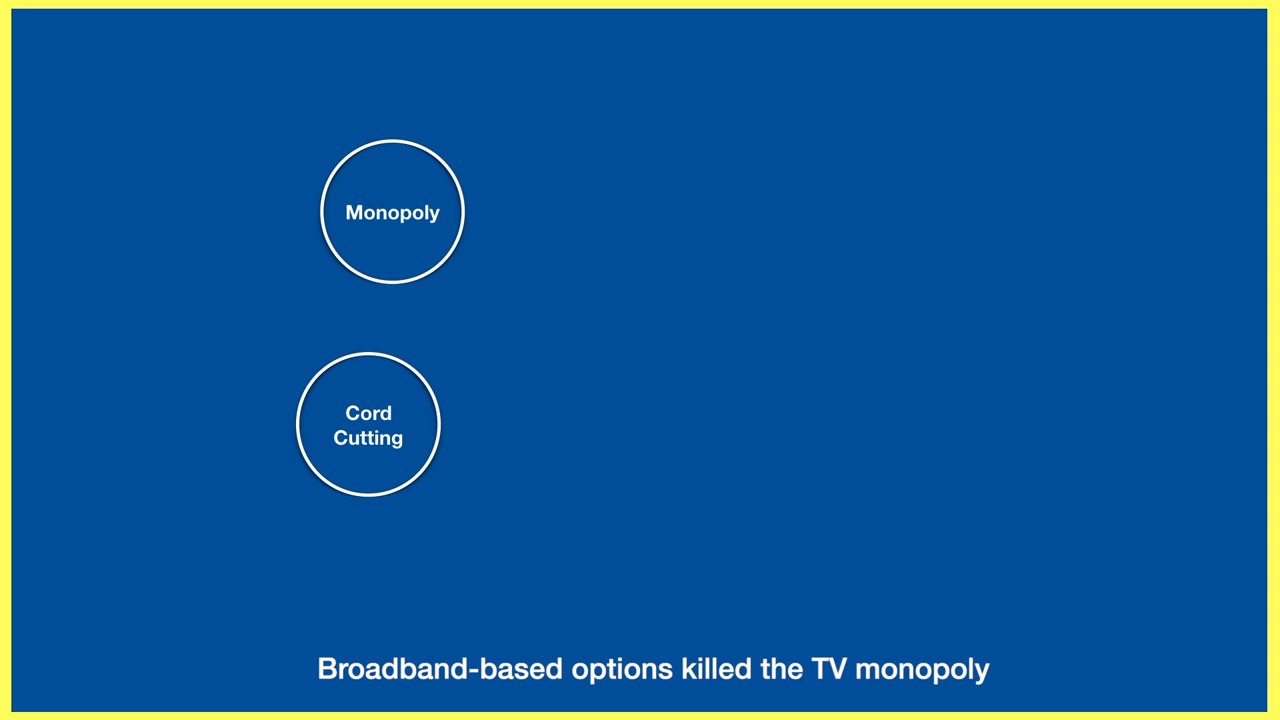 Monopoly
Cord
Cutting
Broadband-based options killed the TV monopoly